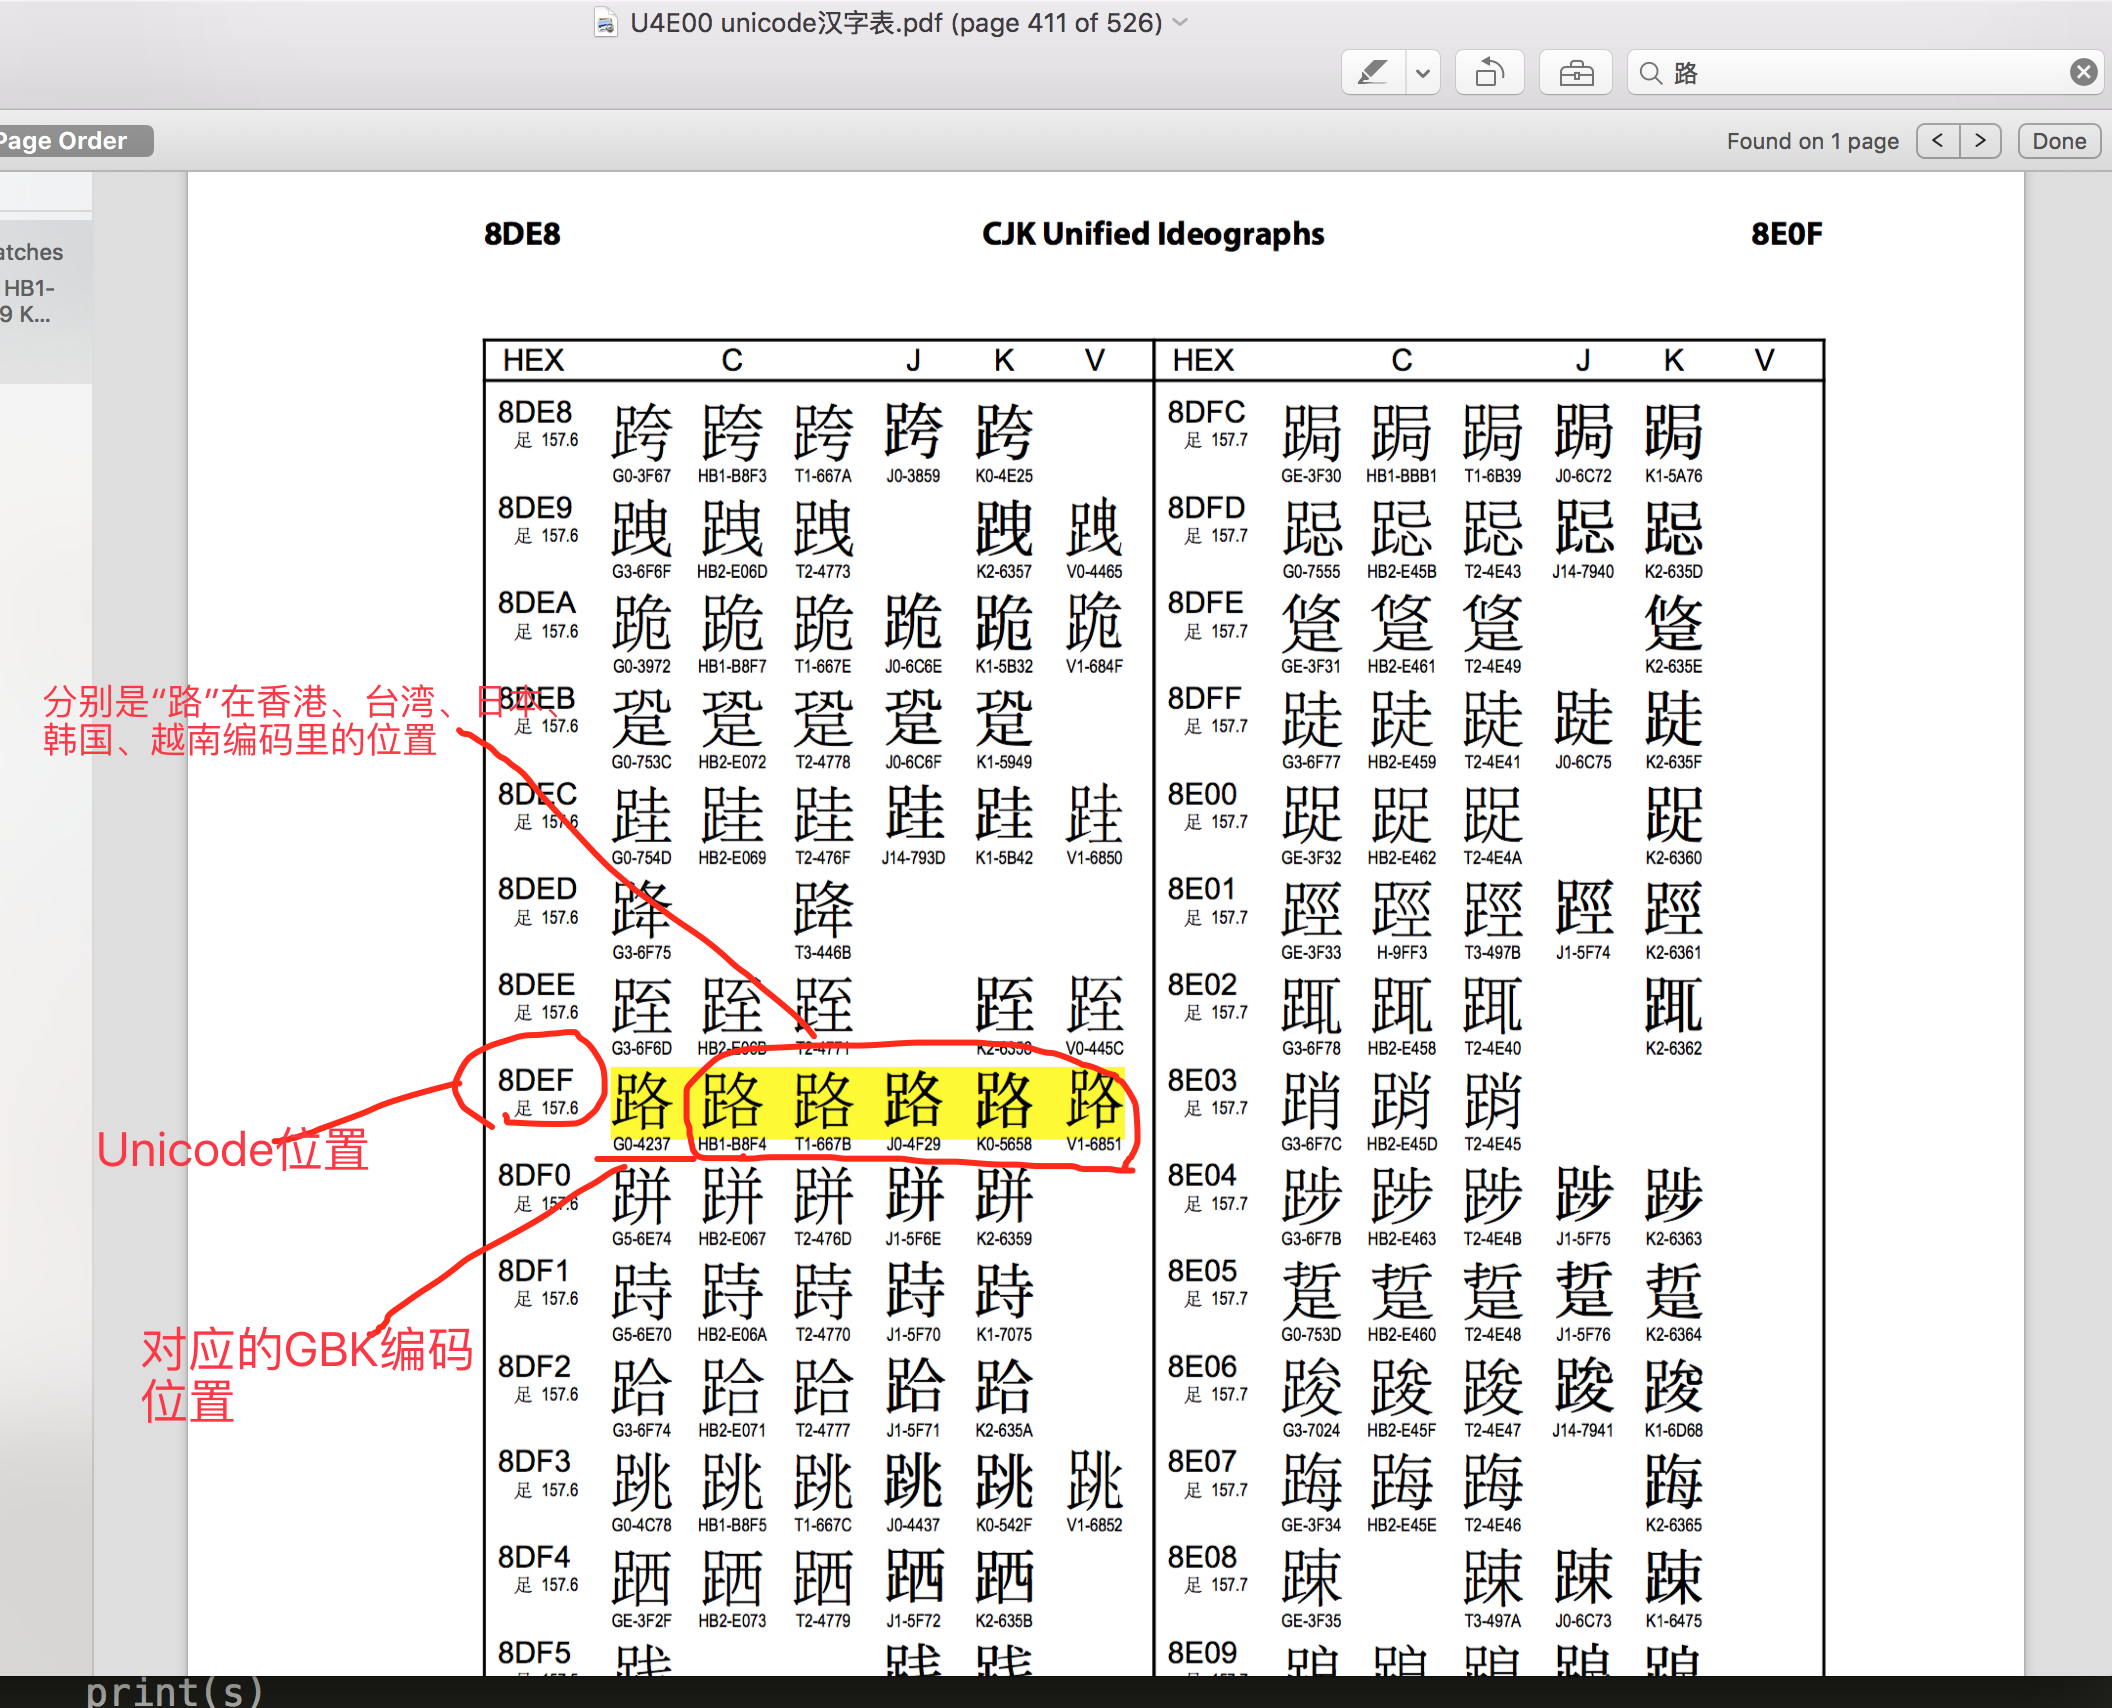 U4E00 unicode汉字表.pdf (page 411 of 526)
路
Page Order
Found on 1 page < > Done
atches
HB1-
9 K...
8DE8 CJK Unified Ideographs 8E0F
HEX C J K V HEX C J K V
8DE8 跨 跨 跨 跨 跨 8DFC 跼 跼 跼 跼 跼
足 157.6 足 157.7
G0-3F67 HB1-B8F3 T1-667A J0-3859 K0-4E25 GE-3F30 HB1-BBB1 T1-6B39 J0-6C72 K1-5A76
8DE9 跩 跩 跩 跩 跩 8DFD 跽 跽 跽 跽 跽
足 157.6 足 157.7
G3-6F6F HB2-E06D T2-4773 K2-6357 V0-4465 G0-7555 HB2-E45B T2-4E43 J14-7940 K2-635D
8DEA 跪 跪 跪 跪 跪 跪 8DFE 跾 跾 跾 跾
足 157.6 足 157.7
G0-3972 HB1-B8F7 T1-667E J0-6C6E K1-5B32 V1-684F GE-3F31 HB2-E461 T2-4E49 K2-635E
分别是“路”在香港、台湾、日本、
韩国、越南编码里的位置
8DEB 跫 跫 跫 跫 跫 8DFF 跿 跿 跿 跿 跿
足 157.6 足 157.7
G0-753C HB2-E072 T2-4778 J0-6C6F K1-5949 G3-6F77 HB2-E459 T2-4E41 J0-6C75 K2-635F
8DEC 跬 跬 跬 跬 跬 跬 8E00 踀 踀 踀 踀
足 157.6 足 157.7
G0-754D HB2-E069 T2-476F J14-793D K1-5B42 V1-6850 GE-3F32 HB2-E462 T2-4E4A K2-6360
8DED 跭 跭 8E01 踁 踁 踁 踁 踁
足 157.6 足 157.7
G3-6F75 T3-446B GE-3F33 H-9FF3 T3-497B J1-5F74 K2-6361
8DEE 跮 跮 跮 跮 跮 8E02 踂 踂 踂 踂
足 157.6 足 157.7
G3-6F6D HB2-E06B T2-4771 K2-6358 V0-445C G3-6F78 HB2-E458 T2-4E40 K2-6362
8DEF 路 路 路 路 路 路 8E03 踃 踃 踃
足 157.6 足 157.7
G0-4237 HB1-B8F4 T1-667B J0-4F29 K0-5658 V1-6851 G3-6F7C HB2-E45D T2-4E45
Unicode位置
8DF0 跰 跰 跰 跰 跰 8E04 踄 踄 踄 踄 踄
足 157.6 足 157.7
G5-6E74 HB2-E067 T2-476D J1-5F6E K2-6359 G3-6F7B HB2-E463 T2-4E4B J1-5F75 K2-6363
8DF1 跱 跱 跱 跱 跱 8E05 踅 踅 踅 踅 踅
足 157.6 足 157.7
G5-6E70 HB2-E06A T2-4770 J1-5F70 K1-7075 G0-753D HB2-E460 T2-4E48 J1-5F76 K2-6364
对应的GBK编码
位置
8DF2 跲 跲 跲 跲 跲 8E06 踆 踆 踆 踆 踆
足 157.6 足 157.7
G3-6F74 HB2-E071 T2-4777 J1-5F71 K2-635A G3-7024 HB2-E45F T2-4E47 J14-7941 K1-6D68
8DF3 跳 跳 跳 跳 跳 跳 8E07 踇 踇 踇 踇
足 157.6 足 157.7
G0-4C78 HB1-B8F5 T1-667C J0-4437 K0-542F V1-6852 GE-3F34 HB2-E45E T2-4E46 K2-6365
8DF4 跴 跴 跴 跴 跴 8E08 踈 踈 踈 踈
足 157.6 足 157.7
GE-3F2F HB2-E073 T2-4779 J1-5F72 K2-635B GE-3F35 T3-497A J0-6C73 K1-6475
8DF5 践 践 践 8E09 踉 踉 踉 踉 踉
print(s)